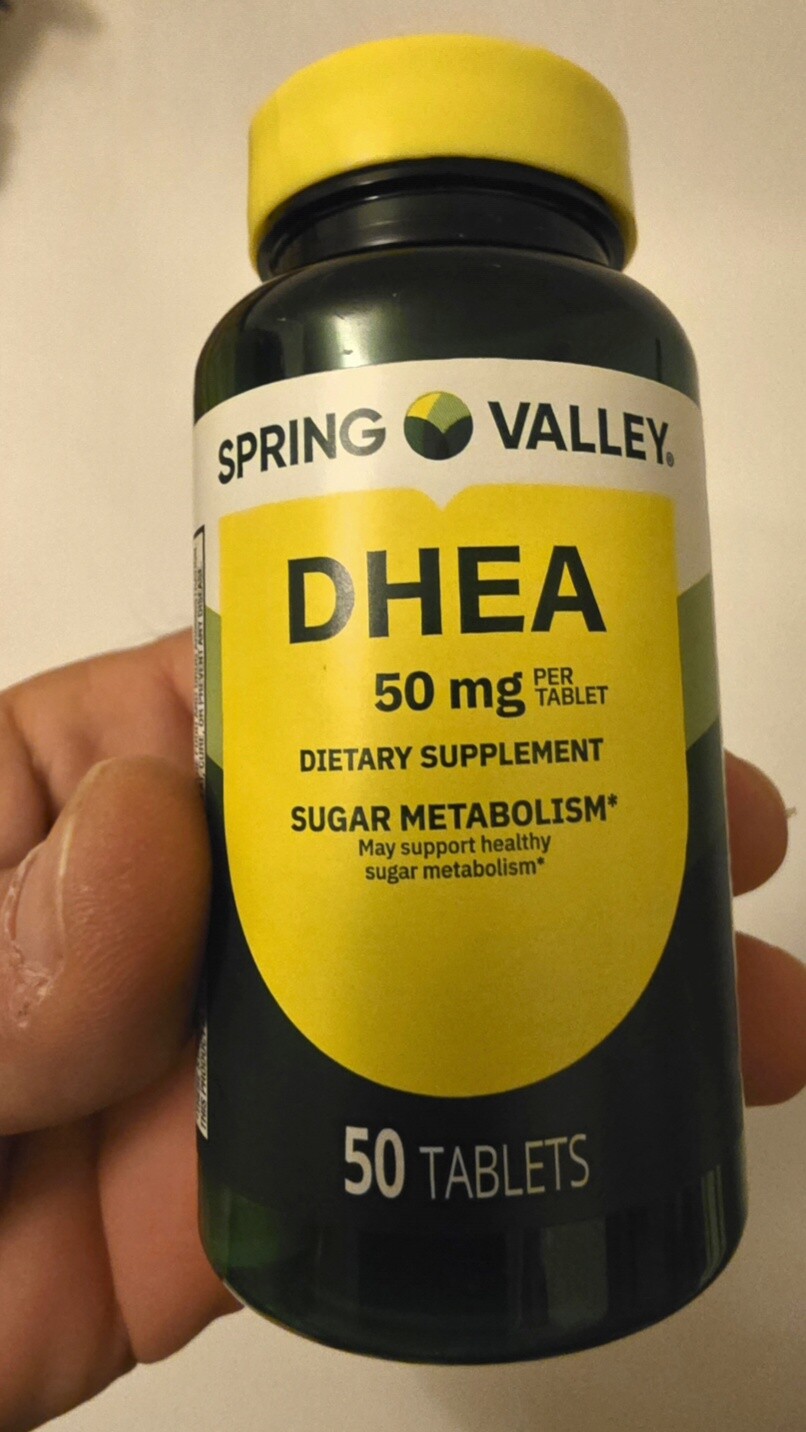 SPRING VALLEY®
DHEA
50 mg PER TABLET
DIETARY SUPPLEMENT
SUGAR METABOLISM*
May support healthy
sugar metabolism*
50 TABLETS